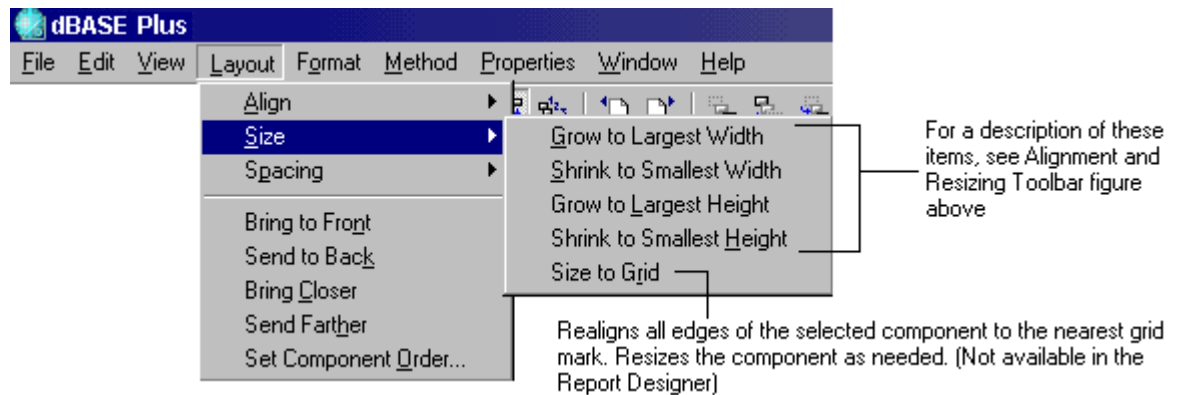 dBASE Plus
File Edit View Layout Format Method Properties Window Help
Align
Size
Spacing
Bring to Front
Send to Back
Bring Closer
Send Farther
Set Component Order...
Grow to Largest Width
Shrink to Smallest Width
Grow to Largest Height
Shrink to Smallest Height
Size to Grid
For a description of these
items, see Alignment and
Resizing Toolbar figure
above
Realigns all edges of the selected component to the nearest grid
mark. Resizes the component as needed. (Not available in the
Report Designer)